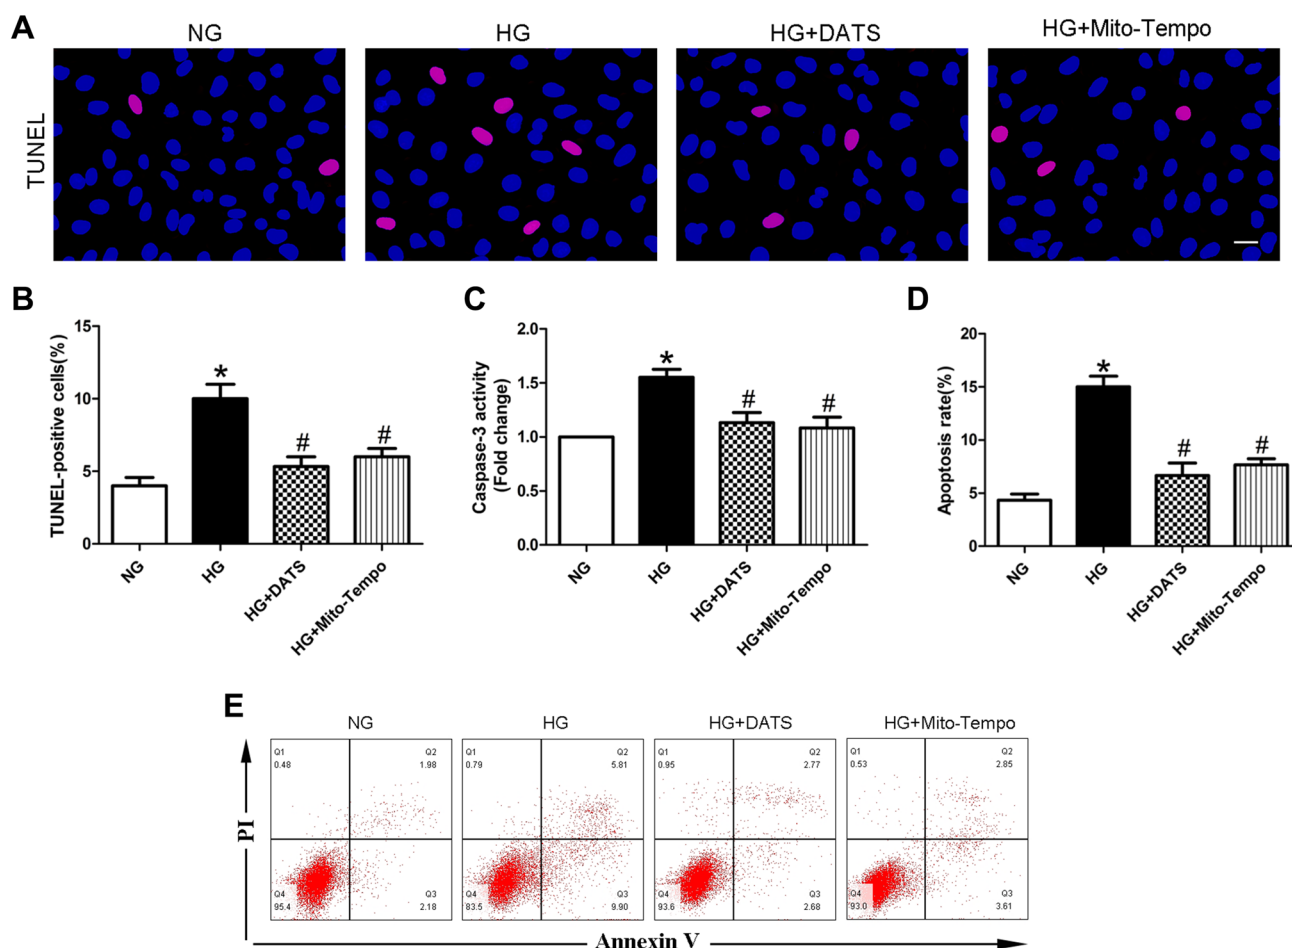 A
NG
HG
HG+DATS
HG+Mito-Tempo
TUNEL
B
TUNEL-positive cells(%)
15
10
5
0
*
#
#
NG
HG
HG+DATS
HG+Mito-Tempo
C
Caspase-3 activity
(Fold change)
2.0
1.5
1.0
0.5
0.0
*
#
#
NG
HG
HG+DATS
HG+Mito-Tempo
D
Apoptosis rate(%)
20
15
10
5
0
*
#
#
NG
HG
HG+DATS
HG+Mito-Tempo
E
PI
NG
Q1
0.48
Q2
1.98
Q4
95.4
Q3
2.18
HG
Q1
0.79
Q2
5.81
Q4
83.5
Q3
9.90
HG+DATS
Q1
0.95
Q2
2.77
Q4
93.6
Q3
2.68
HG+Mito-Tempo
Q1
0.53
Q2
2.85
Q4
93.0
Q3
3.61
Annexin V